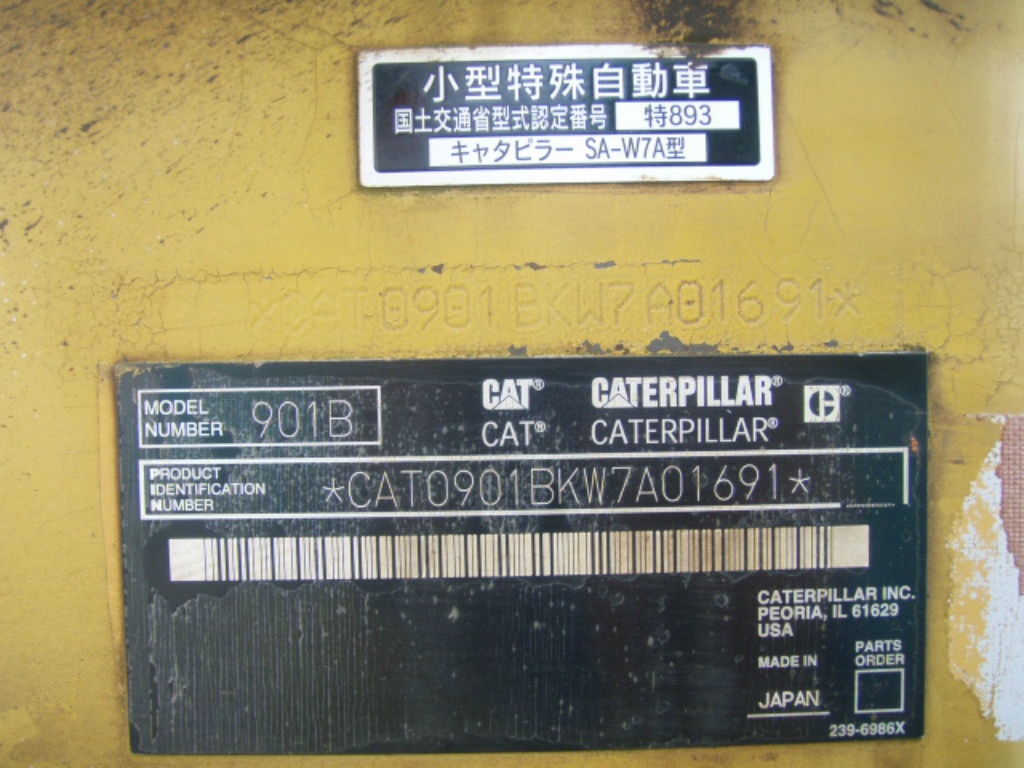 小型特殊自動車
国土交通省型式認定番号 特893
キャタピラー SA-W7A型
*CAT0901BKW7A01691*
MODEL NUMBER 901B
CAT® CATERPILLAR®
CAT® CATERPILLAR®
PRODUCT
IDENTIFICATION
NUMBER
*CAT0901BKW7A01691*
CATERPILLAR INC.
PEORIA, IL 61629
USA
MADE IN
JAPAN
PARTS
ORDER
239-6986X